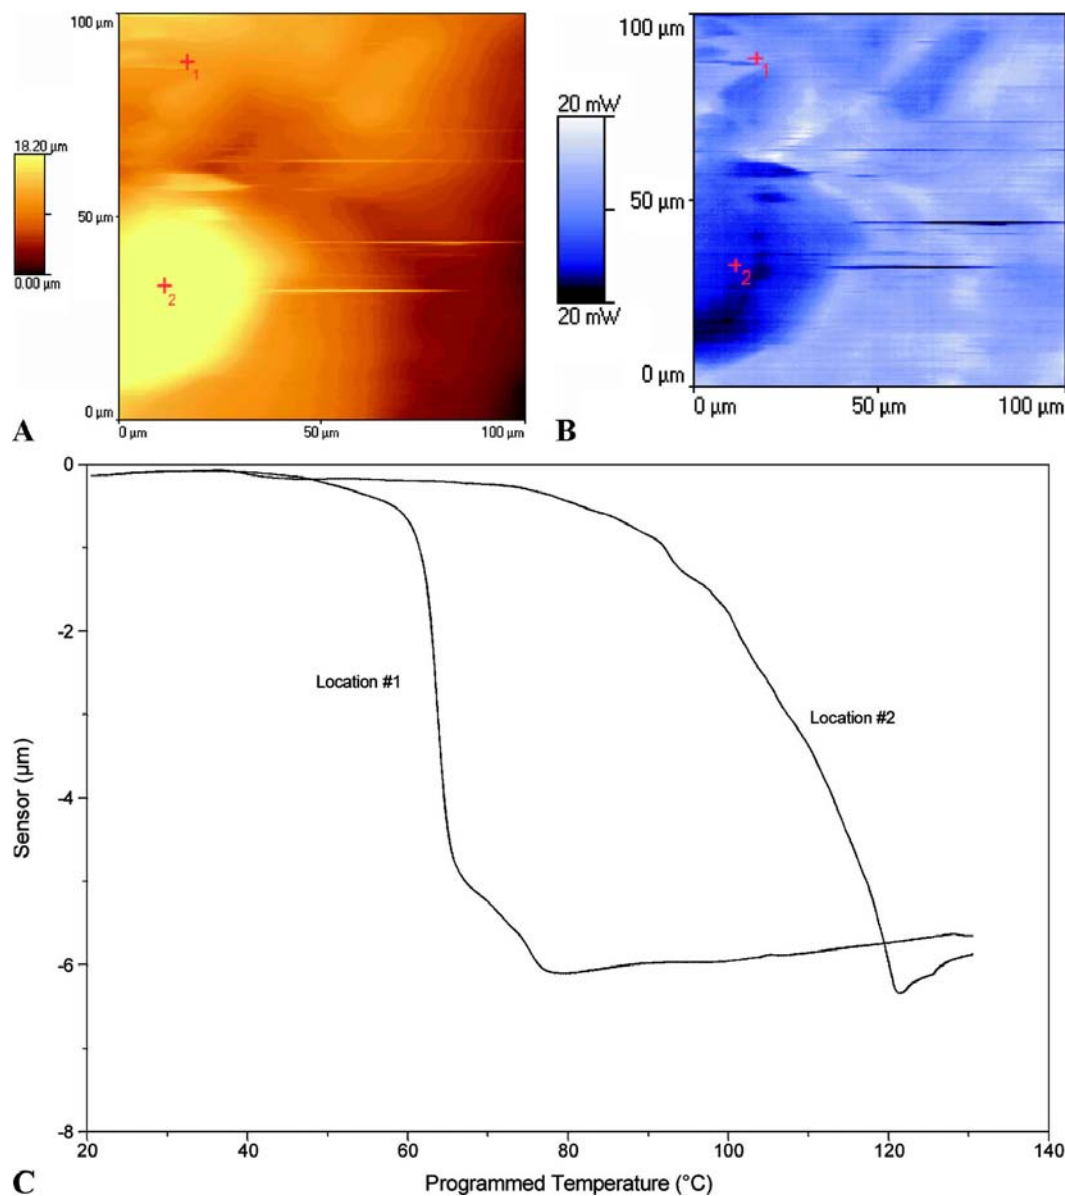 100 µm
1
18.20 µm
0.00 µm
50 µm
2
0 µm
0 µm
50 µm
100 µm
A
100 µm
1
20 mW
20 mW
50 µm
2
0 µm
0 µm
50 µm
100 µm
B
0
-2
-4
-6
-8
Sensor (µm)
Location #1
Location #2
20
40
60
80
100
120
140
Programmed Temperature (°C)
C